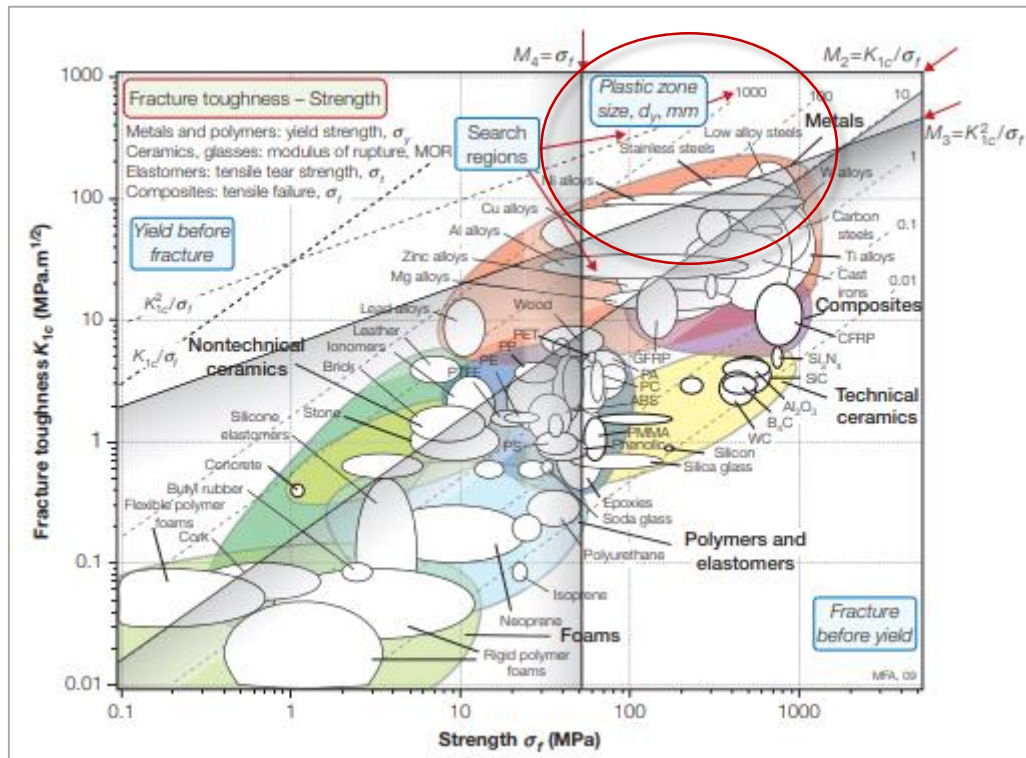 M₄ = σf
M₂ = K₁c/σf
1000
Fracture toughness – Strength
Metals and polymers: yield strength, σy
Ceramics, glasses: modulus of rupture, MOR
Elastomers: tensile tear strength, σt
Composites: tensile failure, σf
Plastic zone
size, dy, mm
1000
100
10
Metals
M₃ = K²₁c/σf
Search
regions
Low alloy steels
Stainless steels
Ni alloys
W alloys
1
100
Yield before
fracture
Cu alloys
Al alloys
Carbon
steels
0.1
Zinc alloys
Ti alloys
Mg alloys
Cast
irons
0.01
K²₁c/σf
Lead alloys
Wood
Composites
10
Leather
PET
CFRP
K₁c/σf
Nontechnical
ceramics
Ionomers
PP
GFRP
Si₃N₄
PE
PA
SiC
Brick
PTFE
PC
Al₂O₃
Technical
ceramics
ABS
B₄C
Stone
WC
Silicone
elastomers
PMMA
1
PS
Phenolic
Silicon
Silica glass
Concrete
Butyl rubber
Epoxies
Flexible polymer
foams
Soda glass
Cork
Polyurethane
Polymers and
elastomers
0.1
Isoprene
Neoprane
Foams
Fracture
before yield
Rigid polymer
foams
MFA, 09
0.01
0.1
1
10
100
1000
Fracture toughness K₁c (MPa.m^1/2)
Strength σf (MPa)